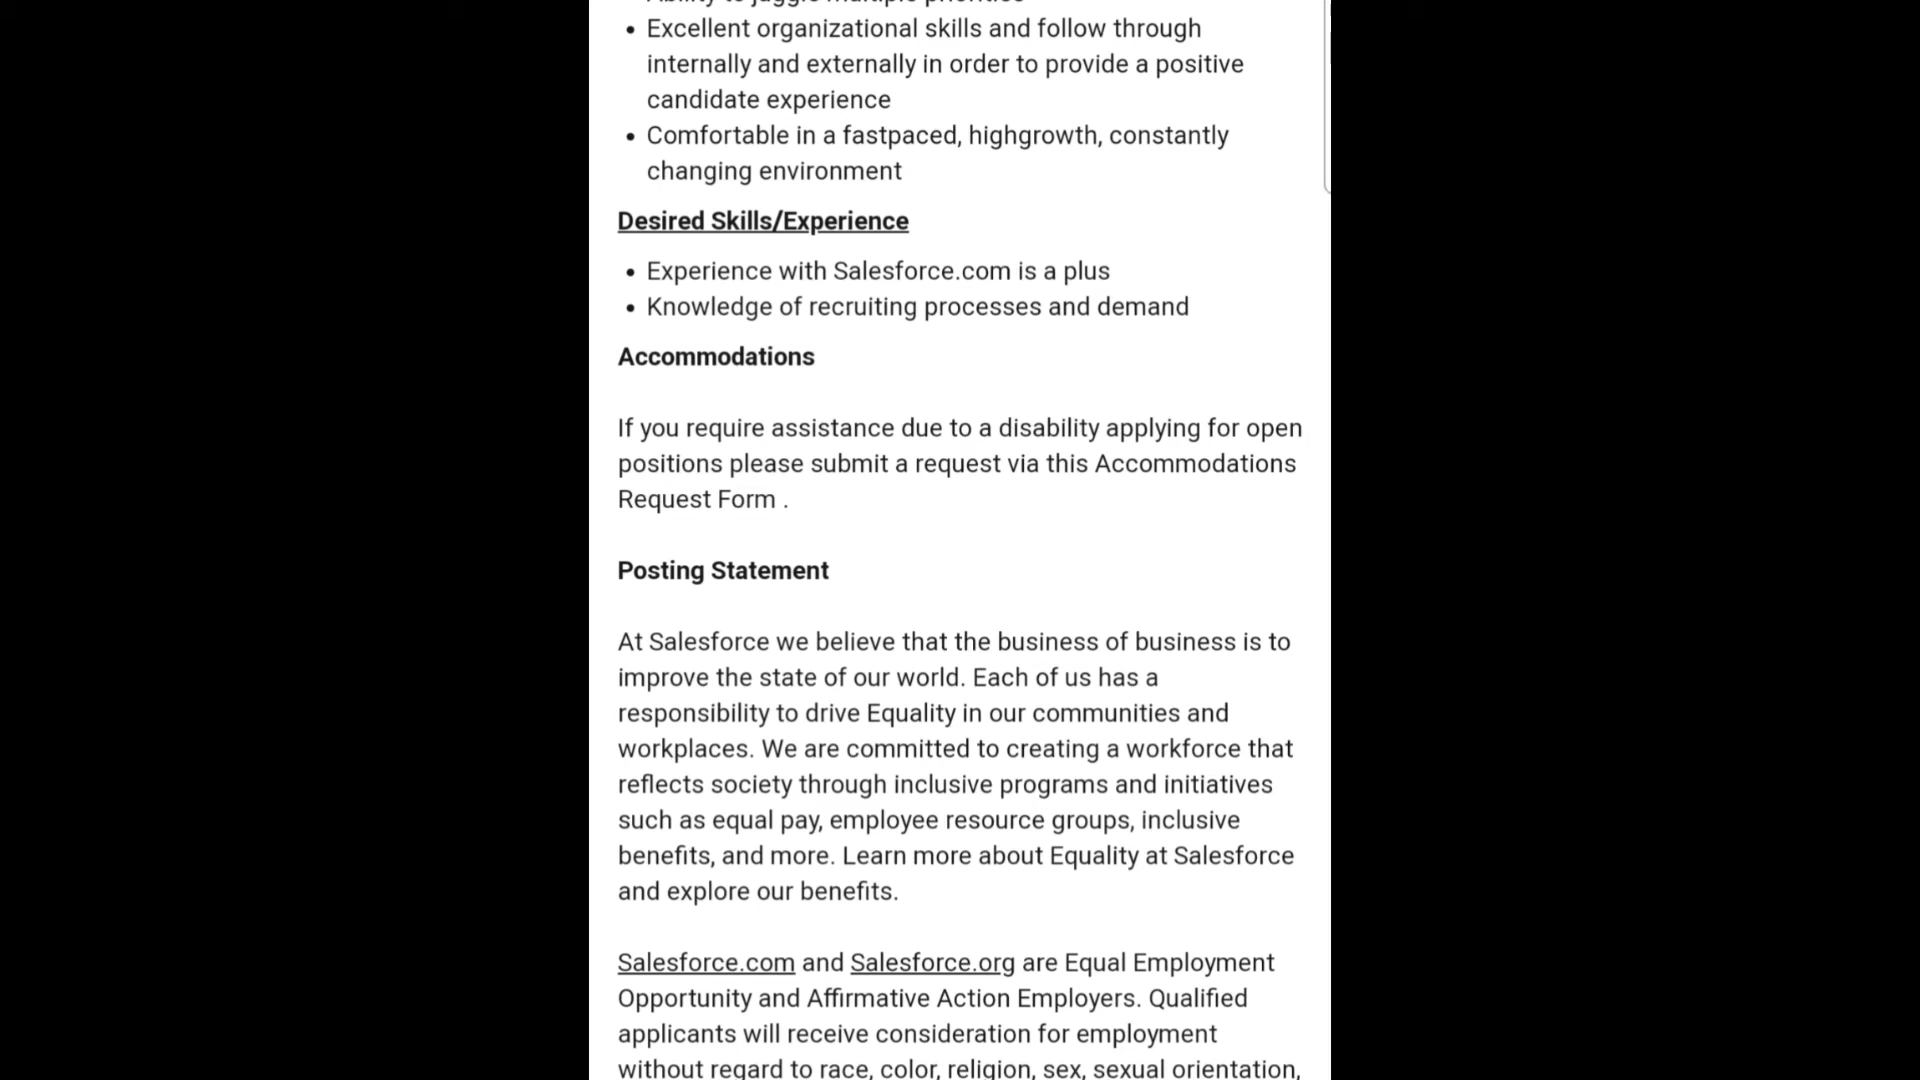 Ability to juggle multiple priorities
• Excellent organizational skills and follow through
internally and externally in order to provide a positive
candidate experience
• Comfortable in a fastpaced, highgrowth, constantly
changing environment
Desired Skills/Experience
• Experience with Salesforce.com is a plus
• Knowledge of recruiting processes and demand
Accommodations
If you require assistance due to a disability applying for open
positions please submit a request via this Accommodations
Request Form .
Posting Statement
At Salesforce we believe that the business of business is to
improve the state of our world. Each of us has a
responsibility to drive Equality in our communities and
workplaces. We are committed to creating a workforce that
reflects society through inclusive programs and initiatives
such as equal pay, employee resource groups, inclusive
benefits, and more. Learn more about Equality at Salesforce
and explore our benefits.
Salesforce.com and Salesforce.org are Equal Employment
Opportunity and Affirmative Action Employers. Qualified
applicants will receive consideration for employment
without regard to race, color, religion, sex, sexual orientation,